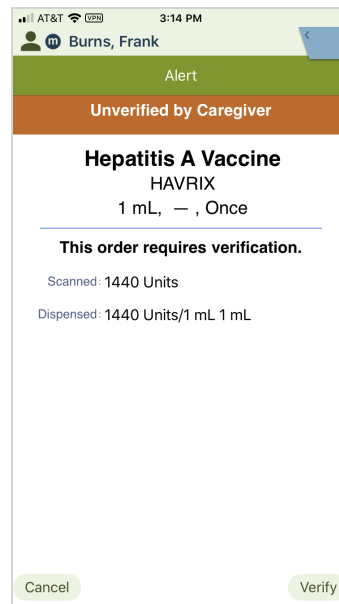 AT&T VPN 3:14 PM
m Burns, Frank
Alert
Unverified by Caregiver
Hepatitis A Vaccine
HAVRIX
1 mL, — , Once
This order requires verification.
Scanned: 1440 Units
Dispensed: 1440 Units/1 mL 1 mL
Cancel Verify